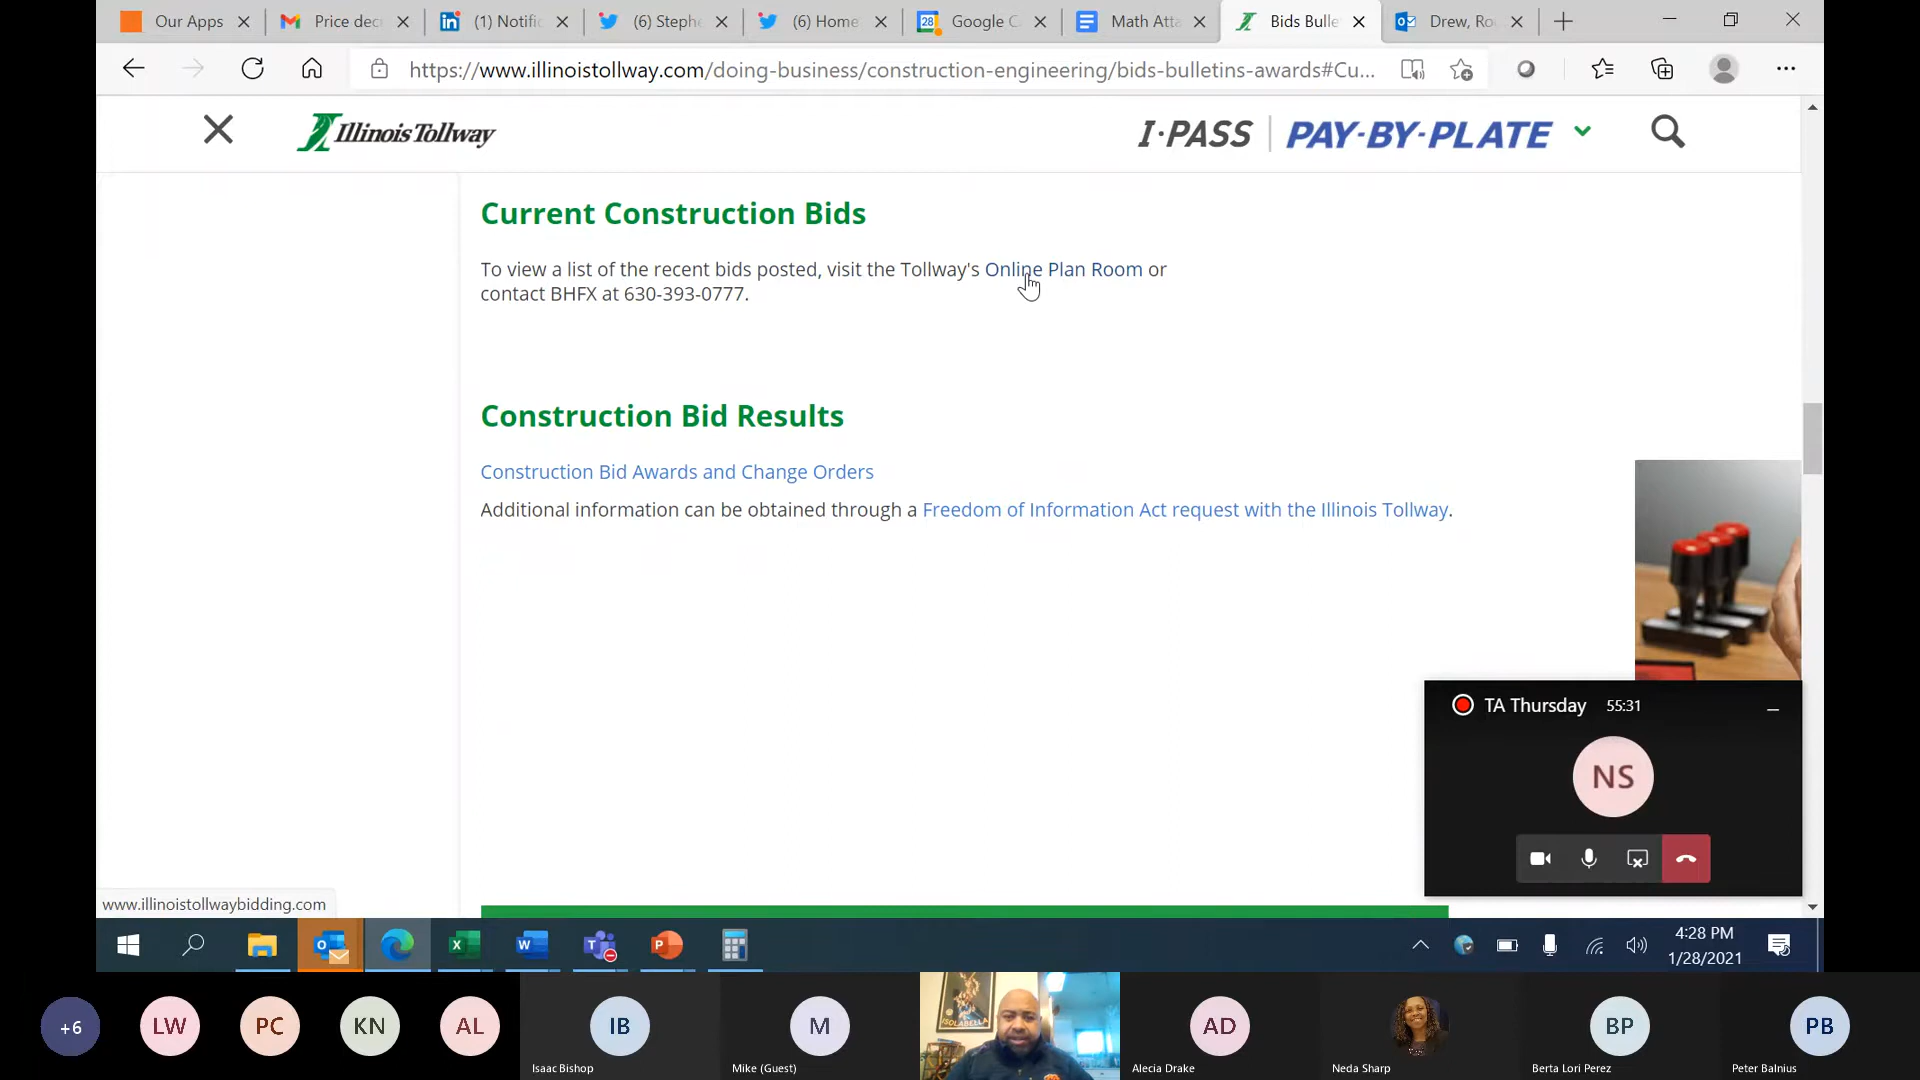 Our Apps
Price dec
(1) Notific
(6) Stephe
(6) Home
28
Google C
Math Atta
Bids Bulle
Drew, Ro
https://www.illinoistollway.com/doing-business/construction-engineering/bids-bulletins-awards#Cu...
Illinois Tollway
I·PASS
PAY-BY-PLATE
Current Construction Bids
To view a list of the recent bids posted, visit the Tollway's Online Plan Room or
contact BHFX at 630-393-0777.
Construction Bid Results
Construction Bid Awards and Change Orders
Additional information can be obtained through a Freedom of Information Act request with the Illinois Tollway.
TA Thursday 55:31
NS
www.illinoistollwaybidding.com
4:28 PM
1/28/2021
+6
LW
PC
KN
AL
IB
M
ISOLABELLA
AD
BP
PB
Isaac Bishop
Mike (Guest)
Alecia Drake
Neda Sharp
Berta Lori Perez
Peter Balnius